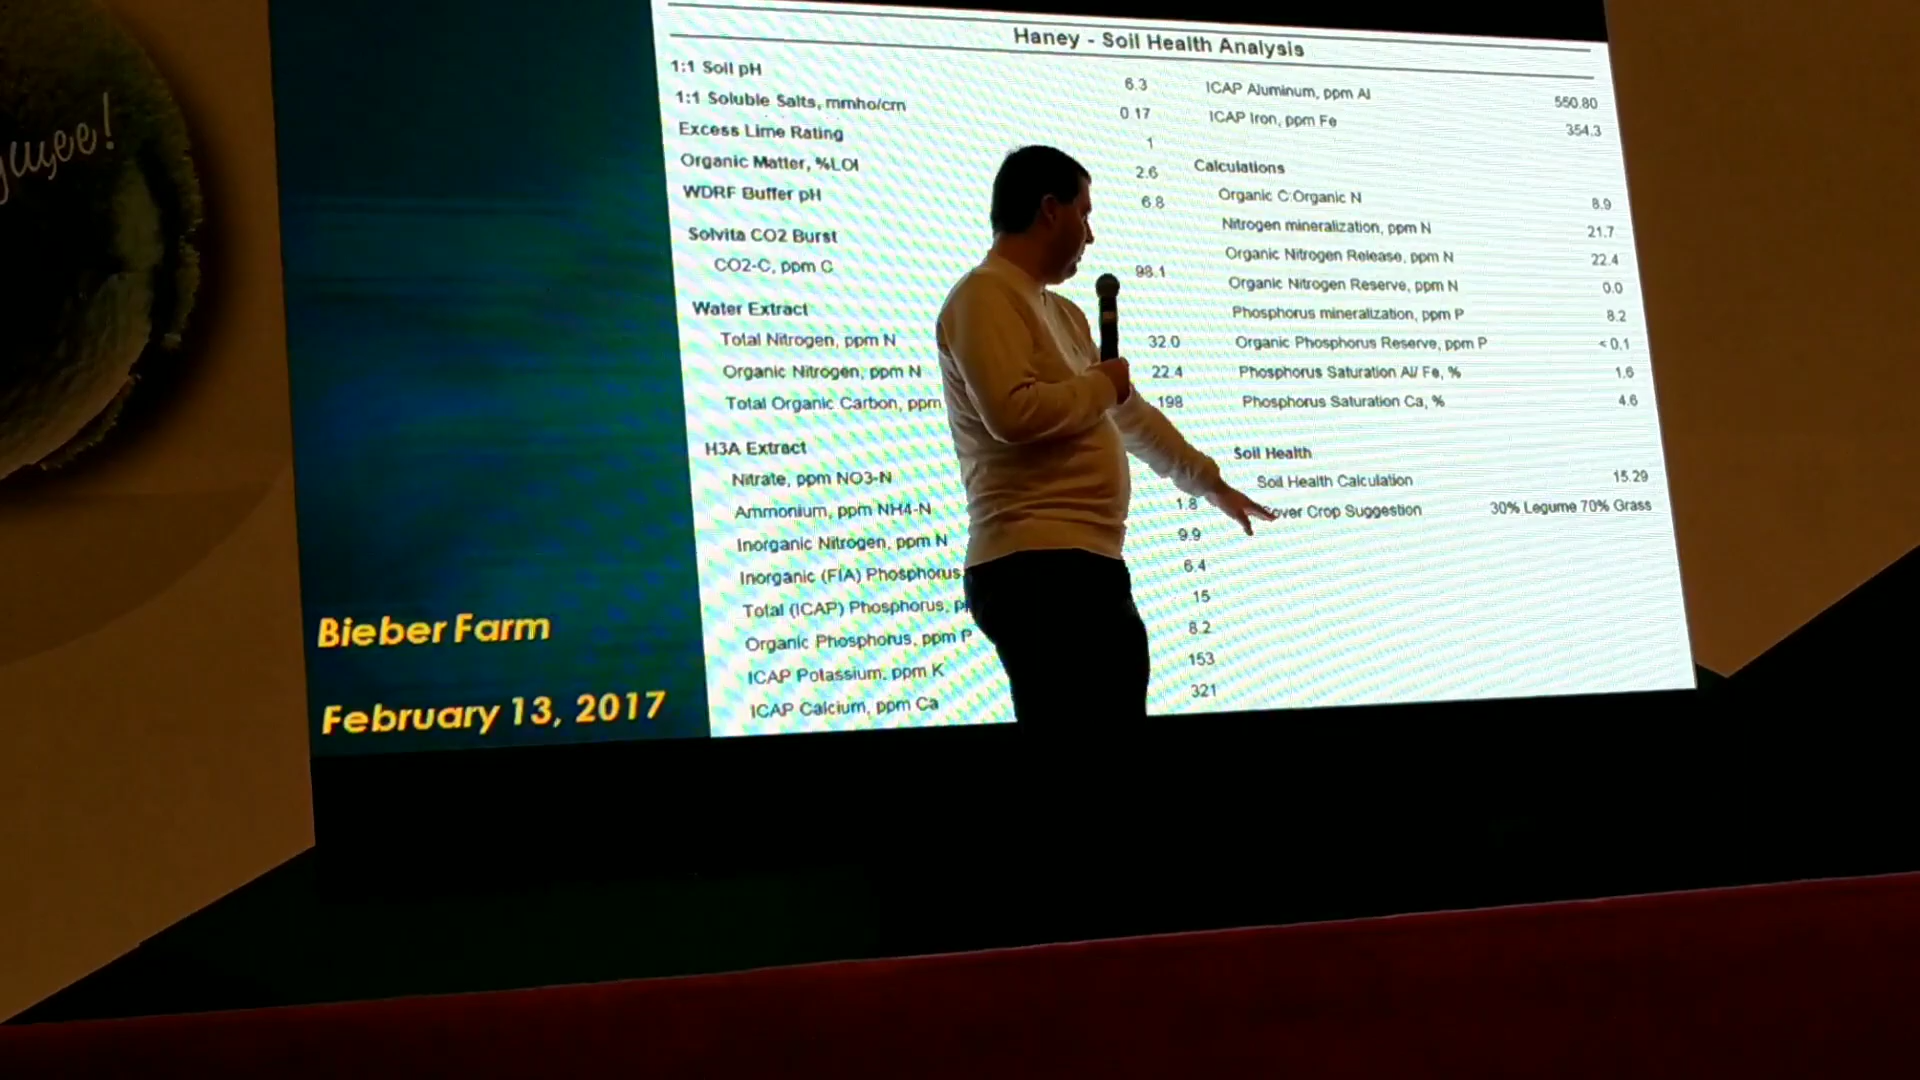 ущее!
Haney - Soil Health Analysis
1:1 Soil pH 6.3
1:1 Soluble Salts, mmho/cm 0.17
Excess Lime Rating 1
Organic Matter, %LOI 2.6
WDRF Buffer pH 6.8
Solvita CO2 Burst
CO2-C, ppm C 98.1
Water Extract
Total Nitrogen, ppm N 32.0
Organic Nitrogen, ppm N 22.4
Total Organic Carbon, ppm 198
H3A Extract
Nitrate, ppm NO3-N
Ammonium, ppm NH4-N 1.8
Inorganic Nitrogen, ppm N 9.9
Inorganic (FIA) Phosphorus, 6.4
Total (ICAP) Phosphorus, 15
Organic Phosphorus, ppm P 8.2
ICAP Potassium, ppm K 153
ICAP Calcium, ppm Ca 321
ICAP Aluminum, ppm Al 550.80
ICAP Iron, ppm Fe 354.3
Calculations
Organic C:Organic N 8.9
Nitrogen mineralization, ppm N 21.7
Organic Nitrogen Release, ppm N 22.4
Organic Nitrogen Reserve, ppm N 0.0
Phosphorus mineralization, ppm P 8.2
Organic Phosphorus Reserve, ppm P < 0.1
Phosphorus Saturation Al/ Fe, % 1.6
Phosphorus Saturation Ca, % 4.6
Soil Health
Soil Health Calculation 15.29
Cover Crop Suggestion 30% Legume 70% Grass
Bieber Farm
February 13, 2017